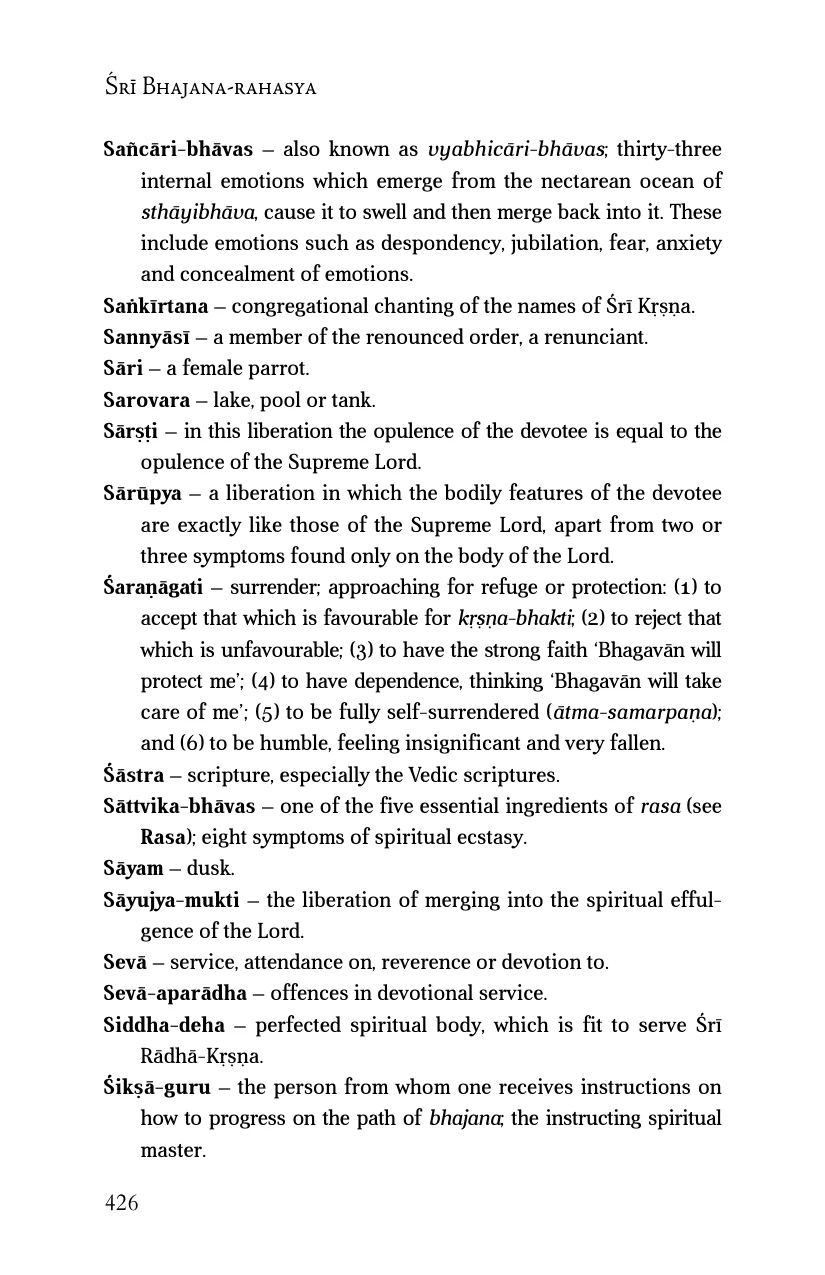 Śrī Bhajana-rahasya
Sañcāri-bhāvas – also known as vyabhicāri-bhāvas; thirty-three
internal emotions which emerge from the nectarean ocean of
sthāyibhāva, cause it to swell and then merge back into it. These
include emotions such as despondency, jubilation, fear, anxiety
and concealment of emotions.
Saṅkīrtana – congregational chanting of the names of Śrī Kṛṣṇa.
Sannyāsī – a member of the renounced order, a renunciant.
Sāri – a female parrot.
Sarovara – lake, pool or tank.
Sārṣṭi – in this liberation the opulence of the devotee is equal to the
opulence of the Supreme Lord.
Sārūpya – a liberation in which the bodily features of the devotee
are exactly like those of the Supreme Lord, apart from two or
three symptoms found only on the body of the Lord.
Śaraṇāgati – surrender; approaching for refuge or protection: (1) to
accept that which is favourable for kṛṣṇa-bhakti; (2) to reject that
which is unfavourable; (3) to have the strong faith ‘Bhagavān will
protect me’; (4) to have dependence, thinking ‘Bhagavān will take
care of me’; (5) to be fully self-surrendered (ātma-samarpaṇa);
and (6) to be humble, feeling insignificant and very fallen.
Śāstra – scripture, especially the Vedic scriptures.
Sāttvika-bhāvas – one of the five essential ingredients of rasa (see
Rasa); eight symptoms of spiritual ecstasy.
Sāyam – dusk.
Sāyujya-mukti – the liberation of merging into the spiritual efful-
gence of the Lord.
Sevā – service, attendance on, reverence or devotion to.
Sevā-aparādha – offences in devotional service.
Siddha-deha – perfected spiritual body, which is fit to serve Śrī
Rādhā-Kṛṣṇa.
Śikṣā-guru – the person from whom one receives instructions on
how to progress on the path of bhajana; the instructing spiritual
master.
426